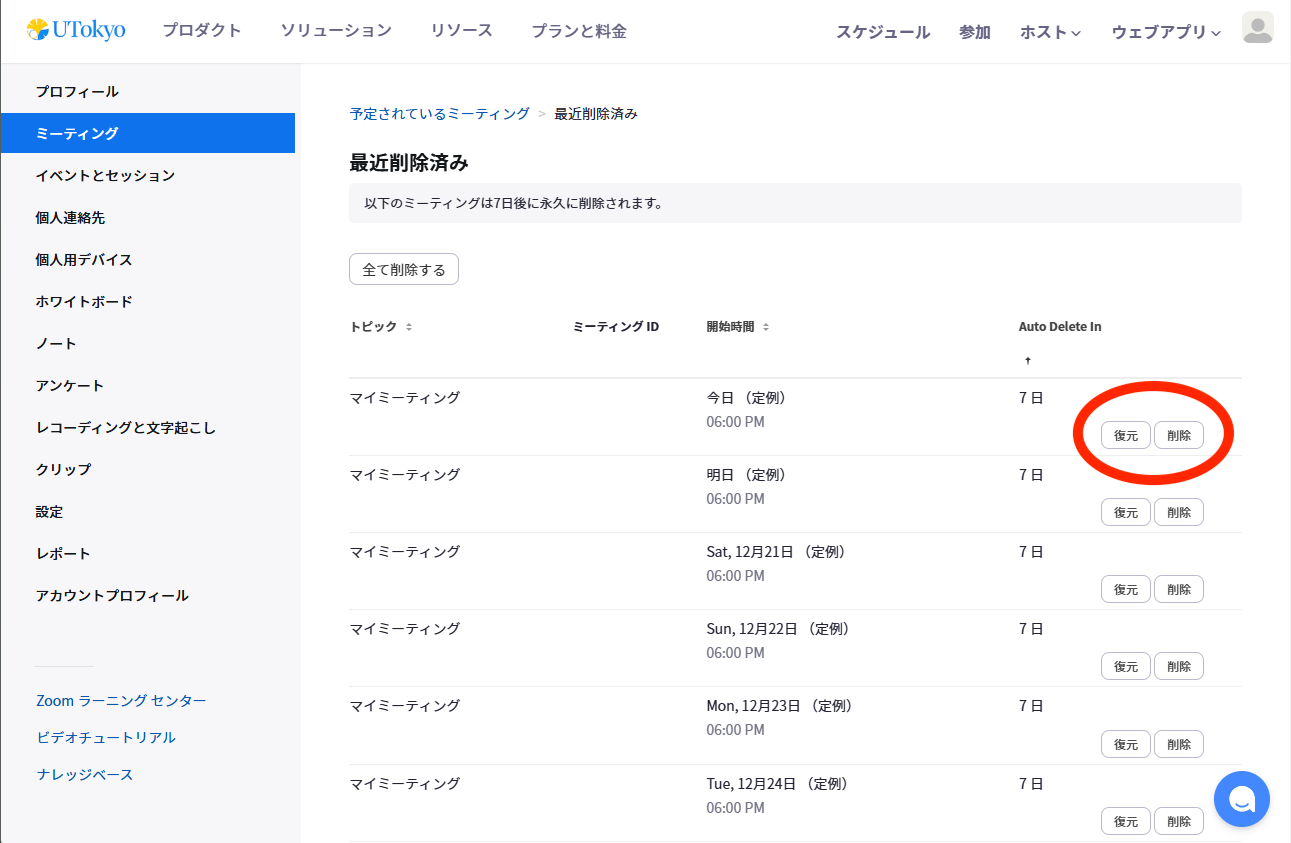 UTokyo プロダクト ソリューション リソース プランと料金 スケジュール 参加 ホスト ウェブアプリ
プロフィール
ミーティング
イベントとセッション
個人連絡先
個人用デバイス
ホワイトボード
ノート
アンケート
レコーディングと文字起こし
クリップ
設定
レポート
アカウントプロフィール
Zoom ラーニング センター
ビデオチュートリアル
ナレッジベース
予定されているミーティング > 最近削除済み
最近削除済み
以下のミーティングは7日後に永久に削除されます。
全て削除する
トピック ミーティング ID 開始時間 Auto Delete In
マイミーティング 今日 （定例） 7 日
06:00 PM
復元 削除
マイミーティング 明日 （定例） 7 日
06:00 PM
復元 削除
マイミーティング Sat, 12月21日 （定例） 7 日
06:00 PM
復元 削除
マイミーティング Sun, 12月22日 （定例） 7 日
06:00 PM
復元 削除
マイミーティング Mon, 12月23日 （定例） 7 日
06:00 PM
復元 削除
マイミーティング Tue, 12月24日 （定例） 7 日
06:00 PM
復元 削除